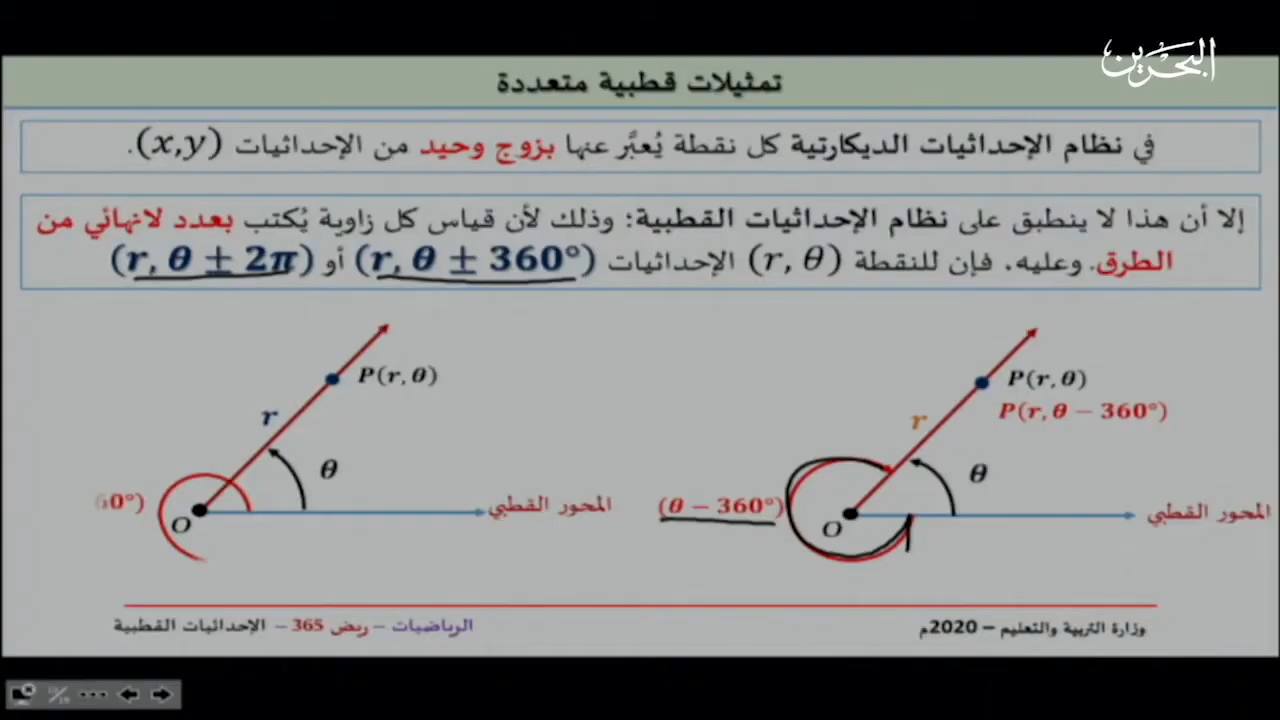 البحرين
تمثيلات قطبية متعددة
في نظام الإحداثيات الديكارتية كل نقطة يُعبَّر عنها بزوج وحيد من الإحداثيات (x,y).
إلا أن هذا لا ينطبق على نظام الإحداثيات القطبية؛ وذلك لأن قياس كل زاوية يُكتب بعدد لانهائي من
الطرق. وعليه. فإن للنقطة (r, θ) الإحداثيات (r, θ ± 360°) أو (r, θ ± 2π)
P(r, θ)
P(r, θ − 360°)
r
θ
(θ − 360°)
O
المحور القطبي
P(r, θ)
r
θ
60°)
O
المحور القطبي
وزارة التربية والتعليم – 2020م
الرياضيات – ريض 365 – الإحداثيات القطبية